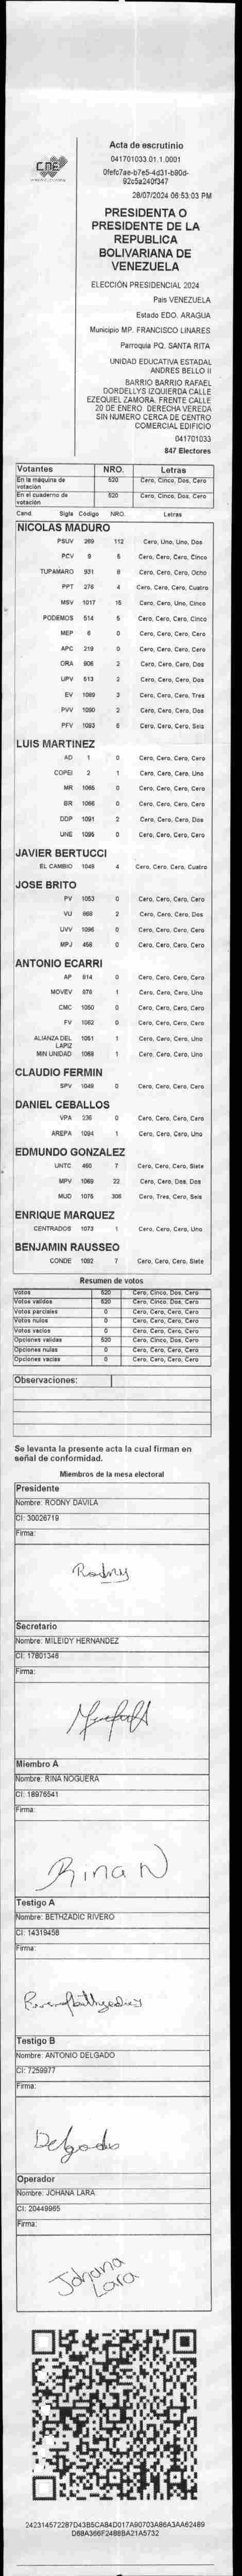 CNE
Acta de escrutinio
041701033.01.1.0001
0fefc7ae-b7e5-4d31-b90d-
92c5a240f347
28/07/2024 06:53:03 PM
PRESIDENTA O
PRESIDENTE DE LA
REPUBLICA
BOLIVARIANA DE
VENEZUELA
ELECCIÓN PRESIDENCIAL 2024
Pais VENEZUELA
Estado EDO. ARAGUA
Municipio MP. FRANCISCO LINARES
Parroquia PQ. SANTA RITA
UNIDAD EDUCATIVA ESTADAL
ANDRES BELLO II
BARRIO BARRIO RAFAEL
DORDELLYS IZQUIERDA CALLE
EZEQUIEL ZAMORA. FRENTE CALLE
20 DE ENERO. DERECHA VEREDA
SIN NUMERO CERCA DE CENTRO
COMERCIAL EDIFICIO
041701033
847 Electores
Votantes NRO. Letras
En la maquina de votación 520 Cero, Cinco, Dos, Cero
En el cuaderno de votación 520 Cero, Cinco, Dos, Cero
Cand. Sigla Codigo NRO. Letras
NICOLAS MADURO
PSUV 269 112 Cero, Uno, Uno, Dos
PCV 9 5 Cero, Cero, Cero, Cinco
TUPAMARO 931 8 Cero, Cero, Cero, Ocho
PPT 276 4 Cero, Cero, Cero, Cuatro
MSV 1017 15 Cero, Cero, Uno, Cinco
PODEMOS 514 5 Cero, Cero, Cero, Cinco
MEP 6 0 Cero, Cero, Cero, Cero
APC 219 0 Cero, Cero, Cero, Cero
ORA 906 2 Cero, Cero, Cero, Dos
UPV 513 2 Cero, Cero, Cero, Dos
EV 1089 3 Cero, Cero, Cero, Tres
PVV 1090 2 Cero, Cero, Cero, Dos
PFV 1093 6 Cero, Cero, Cero, Seis
LUIS MARTINEZ
AD 1 0 Cero, Cero, Cero, Cero
COPEI 2 1 Cero, Cero, Cero, Uno
MR 1065 0 Cero, Cero, Cero, Cero
BR 1066 0 Cero, Cero, Cero, Cero
DDP 1091 2 Cero, Cero, Cero, Dos
UNE 1095 0 Cero, Cero, Cero, Cero
JAVIER BERTUCCI
EL CAMBIO 1048 4 Cero, Cero, Cero, Cuatro
JOSE BRITO
PV 1053 0 Cero, Cero, Cero, Cero
VU 868 2 Cero, Cero, Cero, Dos
UVV 1096 0 Cero, Cero, Cero, Cero
MPJ 458 0 Cero, Cero, Cero, Cero
ANTONIO ECARRI
AP 914 0 Cero, Cero, Cero, Cero
MOVEV 978 1 Cero, Cero, Cero, Uno
CMC 1050 0 Cero, Cero, Cero, Cero
FV 1062 0 Cero, Cero, Cero, Cero
ALIANZA DEL LAPIZ 1051 1 Cero, Cero, Cero, Uno
MIN UNIDAD 1068 1 Cero, Cero, Cero, Uno
CLAUDIO FERMIN
SPV 1049 0 Cero, Cero, Cero, Cero
DANIEL CEBALLOS
VPA 236 0 Cero, Cero, Cero, Cero
AREPA 1094 1 Cero, Cero, Cero, Uno
EDMUNDO GONZALEZ
UNTC 460 7 Cero, Cero, Cero, Siete
MPV 1069 22 Cero, Cero, Dos, Dos
MUD 1075 306 Cero, Tres, Cero, Seis
ENRIQUE MARQUEZ
CENTRADOS 1073 1 Cero, Cero, Cero, Uno
BENJAMIN RAUSSEO
CONDE 1092 7 Cero, Cero, Cero, Siete
Resumen de votos
Votos 520 Cero, Cinco, Dos, Cero
Votos validos 520 Cero, Cinco, Dos, Cero
Votos parciales 0 Cero, Cero, Cero, Cero
Votos nulos 0 Cero, Cero, Cero, Cero
Votos vacios 0 Cero, Cero, Cero, Cero
Opciones validas 520 Cero, Cinco, Dos, Cero
Opciones nulas 0 Cero, Cero, Cero, Cero
Opciones vacias 0 Cero, Cero, Cero, Cero
Observaciones:
Se levanta la presente acta la cual firman en
señal de conformidad.
Miembros de la mesa electoral
Presidente
Nombre: RODNY DAVILA
CI: 30026719
Firma:
Rodny
Secretario
Nombre: MILEIDY HERNANDEZ
CI: 17801346
Firma:
Miembro A
Nombre: RINA NOGUERA
CI: 18976541
Firma:
Rina N
Testigo A
Nombre: BETHZADIC RIVERO
CI: 14319456
Firma:
Testigo B
Nombre: ANTONIO DELGADO
CI: 7259977
Firma:
Delgado
Operador
Nombre: JOHANA LARA
CI: 20449965
Firma:
Johana
Lara
242314572287D43B5CA84D017A90703A86A3AA62489
D68A366F2488BA21A5732